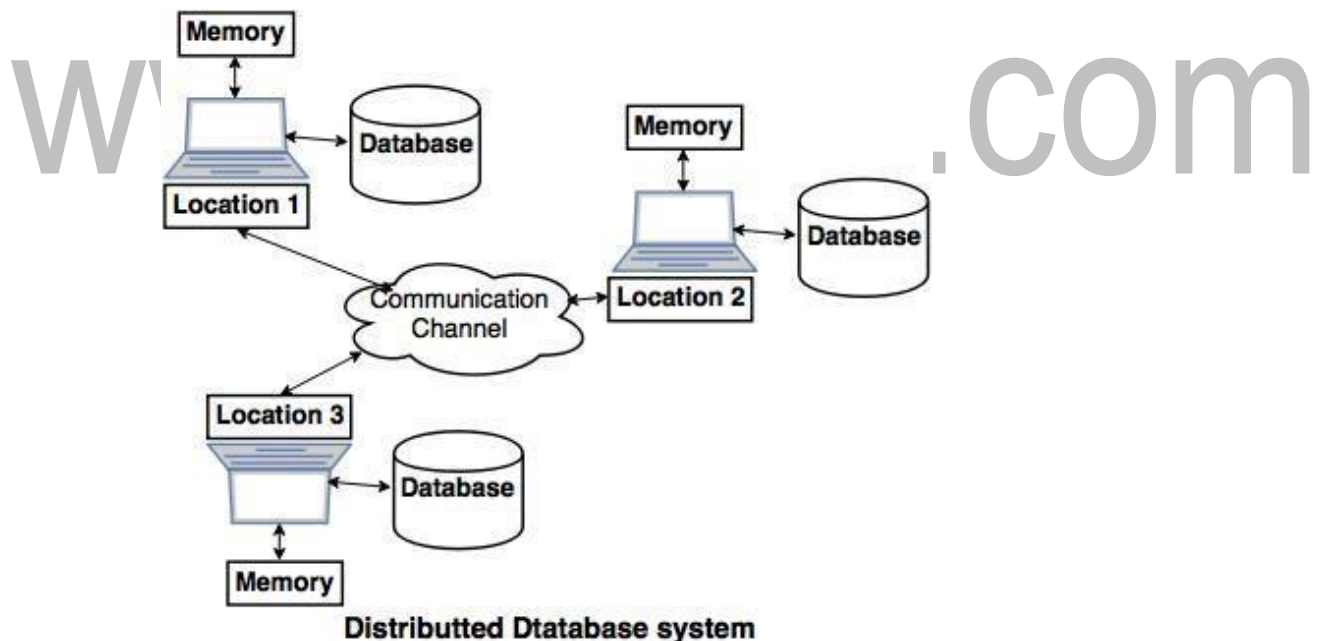 Memory
w
.com
Database
Location 1
Memory
Database
Location 2
Communication
Channel
Location 3
Database
Memory
Distributted Dtatabase system